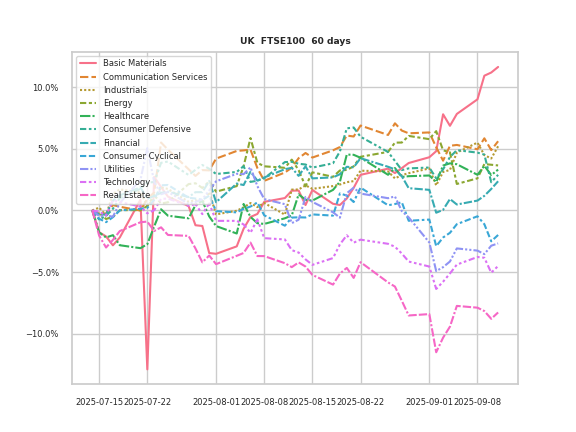 UK  FTSE100  60 days
Basic Materials
Communication Services
Industrials
Energy
Healthcare
Consumer Defensive
Financial
Consumer Cyclical
Utilities
Technology
Real Estate
10.0%
5.0%
0.0%
−5.0%
−10.0%
2025-07-15
2025-07-22
2025-08-01
2025-08-08
2025-08-15
2025-08-22
2025-09-01
2025-09-08